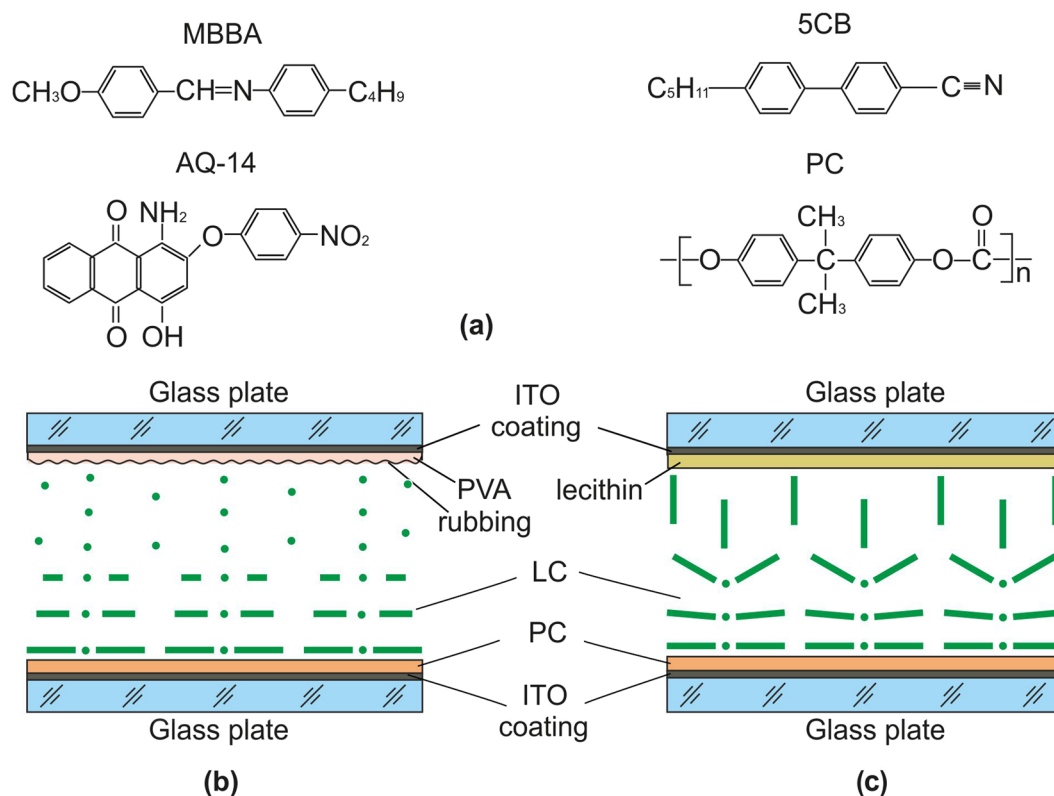 MBBA
5CB
CH₃O
CH=N
C₄H₉
C₅H₁₁
C≡N
AQ-14
PC
O
NH₂
O
NO₂
O
OH
CH₃
O
C
CH₃
O
C
O
n
(a)
Glass plate
ITO
coating
Glass plate
PVA
rubbing
lecithin
LC
PC
ITO
coating
Glass plate
Glass plate
(b)
(c)